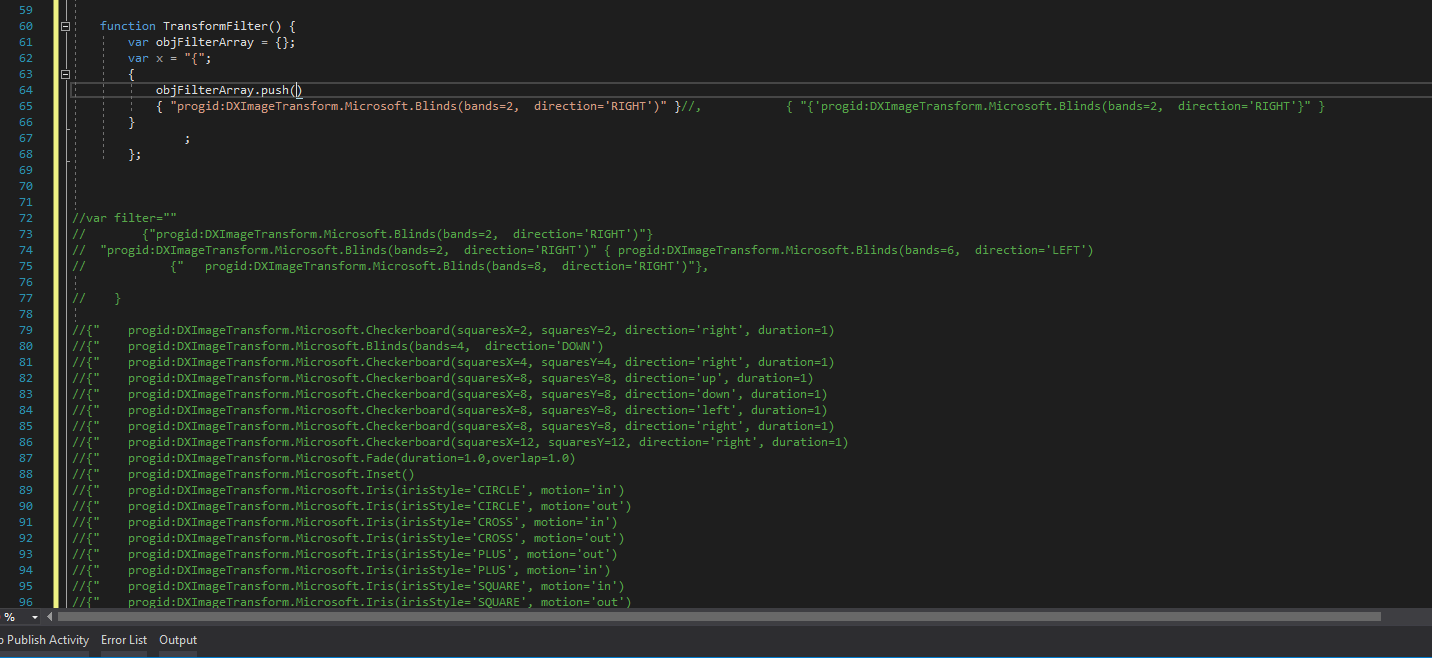 59
60 function TransformFilter() {
61 var objFilterArray = {};
62 var x = "{";
63 {
64 objFilterArray.push()
65 { "progid:DXImageTransform.Microsoft.Blinds(bands=2,  direction='RIGHT')" }//,            { "{'progid:DXImageTransform.Microsoft.Blinds(bands=2,  direction='RIGHT'}" }
66 }
67 ;
68 };
69
70
71
72 //var filter=""
73 //        {"progid:DXImageTransform.Microsoft.Blinds(bands=2,  direction='RIGHT')"}
74 //  "progid:DXImageTransform.Microsoft.Blinds(bands=2,  direction='RIGHT')" { progid:DXImageTransform.Microsoft.Blinds(bands=6,  direction='LEFT')
75 //            {"   progid:DXImageTransform.Microsoft.Blinds(bands=8,  direction='RIGHT')"},
76
77 //    }
78
79 //{"    progid:DXImageTransform.Microsoft.Checkerboard(squaresX=2, squaresY=2, direction='right', duration=1)
80 //{"    progid:DXImageTransform.Microsoft.Blinds(bands=4,  direction='DOWN')
81 //{"    progid:DXImageTransform.Microsoft.Checkerboard(squaresX=4, squaresY=4, direction='right', duration=1)
82 //{"    progid:DXImageTransform.Microsoft.Checkerboard(squaresX=8, squaresY=8, direction='up', duration=1)
83 //{"    progid:DXImageTransform.Microsoft.Checkerboard(squaresX=8, squaresY=8, direction='down', duration=1)
84 //{"    progid:DXImageTransform.Microsoft.Checkerboard(squaresX=8, squaresY=8, direction='left', duration=1)
85 //{"    progid:DXImageTransform.Microsoft.Checkerboard(squaresX=8, squaresY=8, direction='right', duration=1)
86 //{"    progid:DXImageTransform.Microsoft.Checkerboard(squaresX=12, squaresY=12, direction='right', duration=1)
87 //{"    progid:DXImageTransform.Microsoft.Fade(duration=1.0,overlap=1.0)
88 //{"    progid:DXImageTransform.Microsoft.Inset()
89 //{"    progid:DXImageTransform.Microsoft.Iris(irisStyle='CIRCLE', motion='in')
90 //{"    progid:DXImageTransform.Microsoft.Iris(irisStyle='CIRCLE', motion='out')
91 //{"    progid:DXImageTransform.Microsoft.Iris(irisStyle='CROSS', motion='in')
92 //{"    progid:DXImageTransform.Microsoft.Iris(irisStyle='CROSS', motion='out')
93 //{"    progid:DXImageTransform.Microsoft.Iris(irisStyle='PLUS', motion='out')
94 //{"    progid:DXImageTransform.Microsoft.Iris(irisStyle='PLUS', motion='in')
95 //{"    progid:DXImageTransform.Microsoft.Iris(irisStyle='SQUARE', motion='in')
96 //{"    progid:DXImageTransform.Microsoft.Iris(irisStyle='SQUARE', motion='out')
%
Publish Activity Error List Output